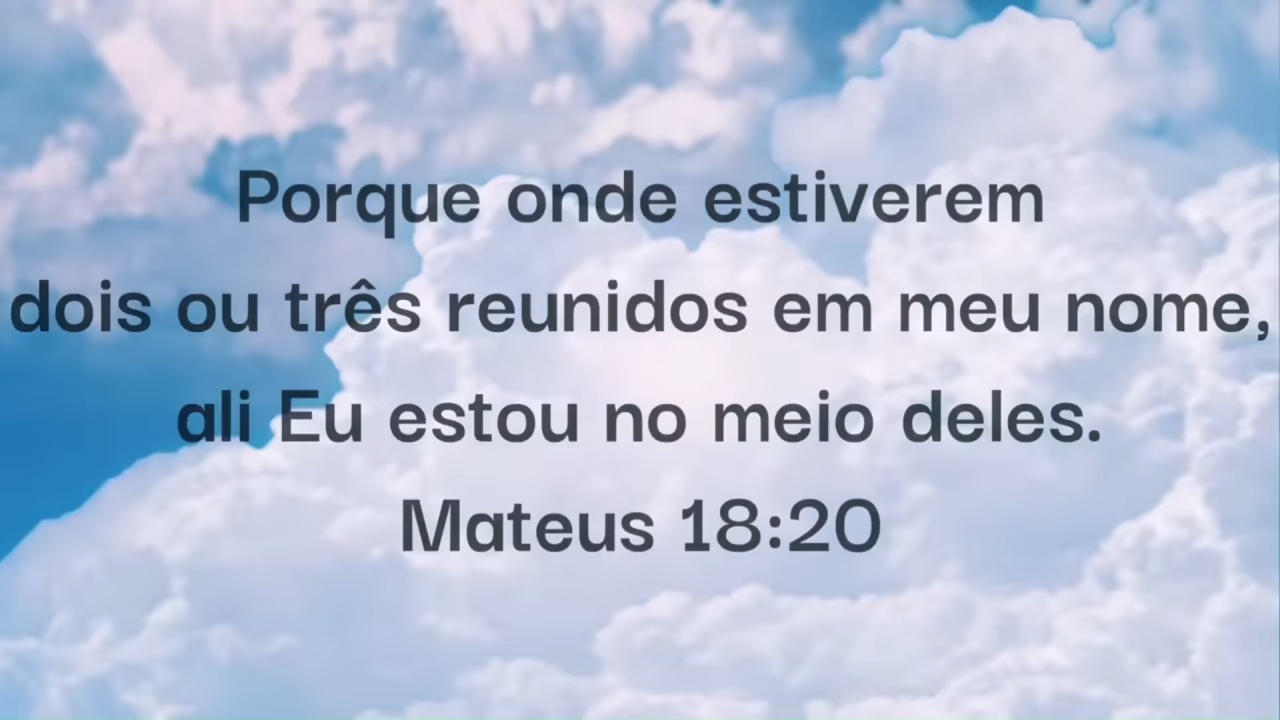 Porque onde estiverem
dois ou três reunidos em meu nome,
ali Eu estou no meio deles.
Mateus 18:20